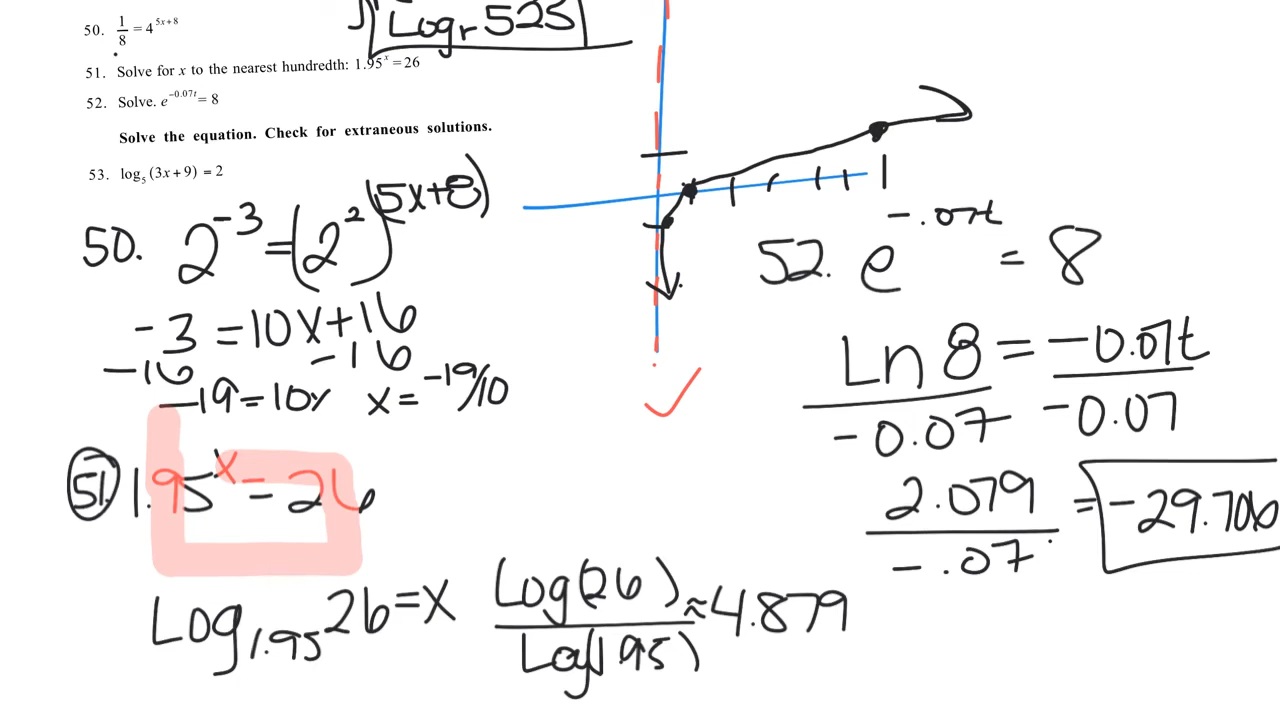 50. 1/8 = 4^(5x+8)
Log_r 525
51. Solve for x to the nearest hundredth: 1.95^x = 26
52. Solve. e^(-0.07t) = 8
Solve the equation. Check for extraneous solutions.
53. log_5 (3x + 9) = 2
50. 2^-3 = (2^2)^(5x+8)
-3 = 10x+16
-16 -16
-19 = 10x x = -19/10
51. 1.95^x = 26
Log_1.95 26 = x Log(26) / Log(1.95) ≈ 4.879
52. e^-.07t = 8
Ln 8 = -0.07t
-0.07 -0.07
2.079 / -.07 = -29.706